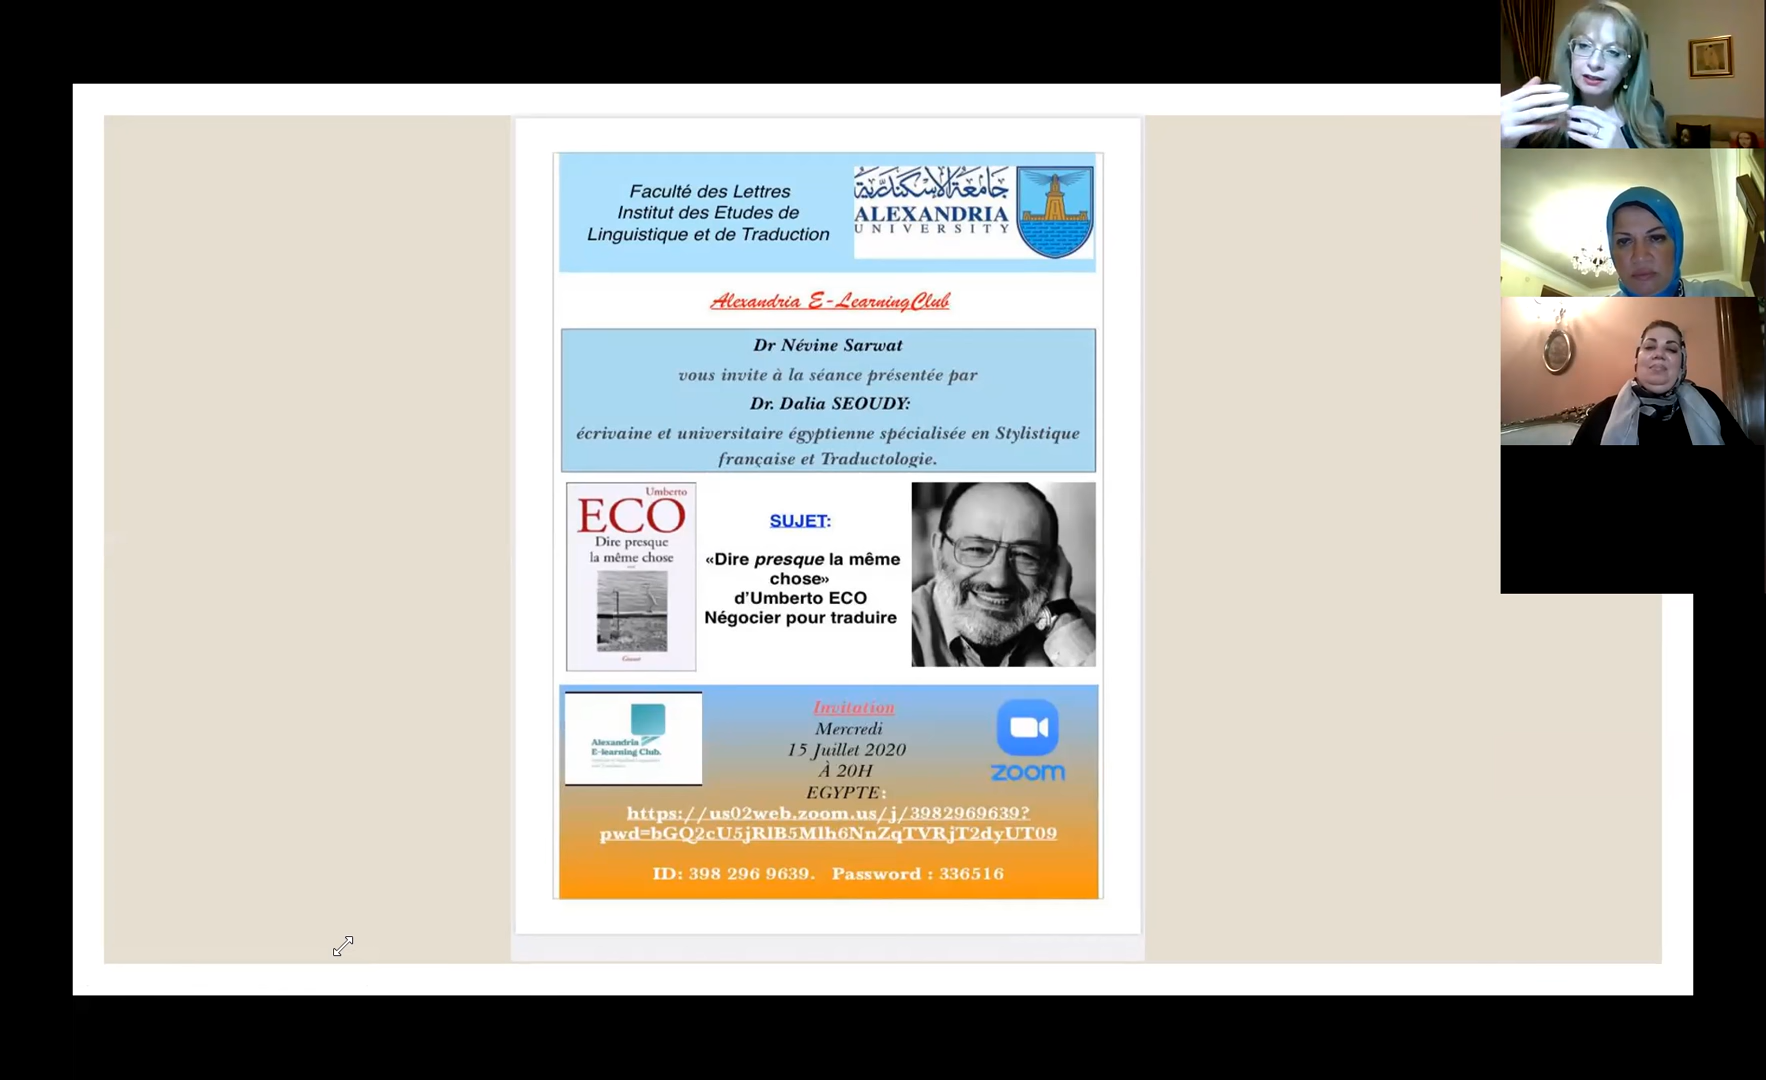 Faculté des Lettres
Institut des Etudes de
Linguistique et de Traduction
جامعة الإسكندرية
ALEXANDRIA
UNIVERSITY
Alexandria E-LearningClub
Dr Névine Sarwat
vous invite à la séance présentée par
Dr. Dalia SEOUDY:
écrivaine et universitaire égyptienne spécialisée en Stylistique
française et Traductologie.
Umberto
ECO
Dire presque
la même chose
Grasset
SUJET:
«Dire presque la même
chose»
d'Umberto ECO
Négocier pour traduire
Alexandria
E-learning Club.
Invitation
Mercredi
15 Juillet 2020
À 20H
EGYPTE:
zoom
https://us02web.zoom.us/j/3982969639?
pwd=bGQ2cU5jRlB5Mlh6NnZqTVRjT2dyUT09
ID: 398 296 9639. Password : 336516